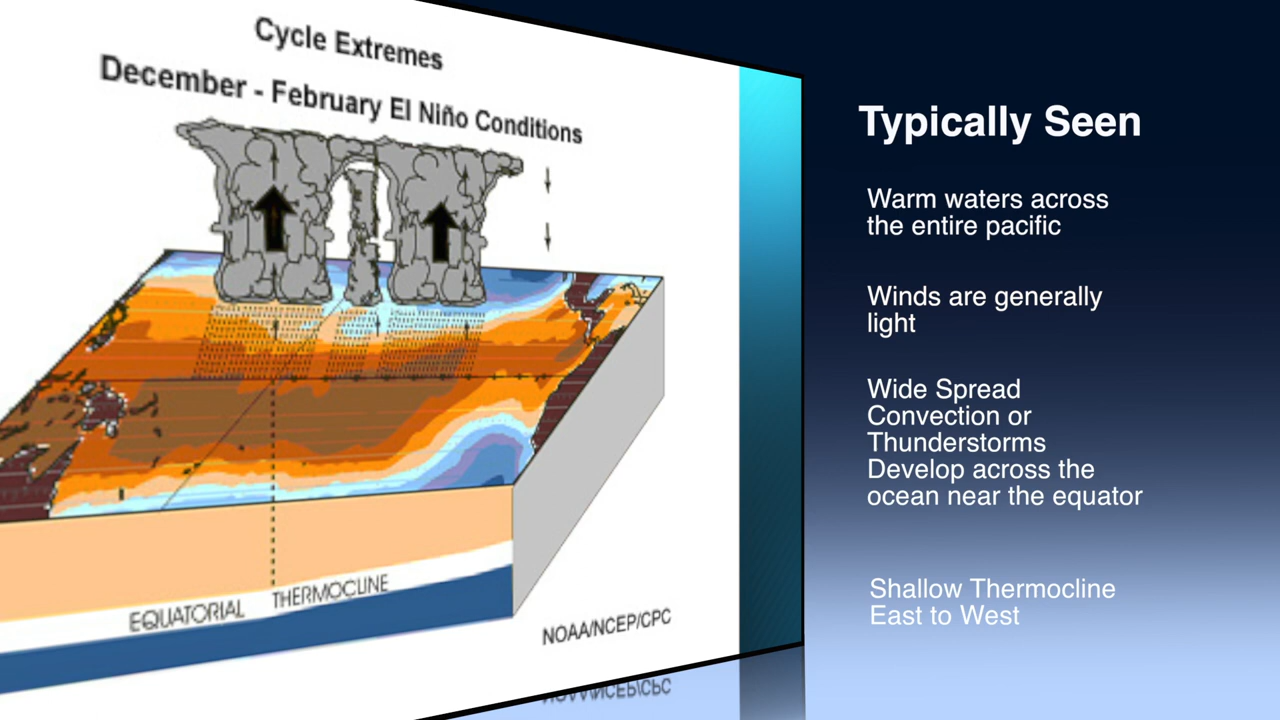 Cycle Extremes
December - February El Niño Conditions
EQUATORIAL THERMOCLINE
NOAA/NCEP/CPC
Typically Seen
Warm waters across
the entire pacific
Winds are generally
light
Wide Spread
Convection or
Thunderstorms
Develop across the
ocean near the equator
Shallow Thermocline
East to West